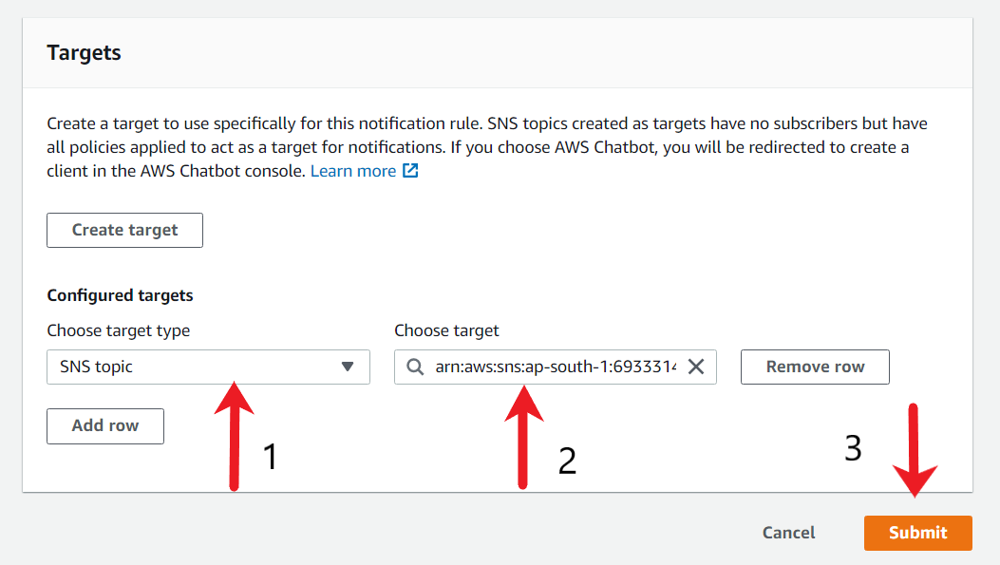 Targets
Create a target to use specifically for this notification rule. SNS topics created as targets have no subscribers but have
all policies applied to act as a target for notifications. If you choose AWS Chatbot, you will be redirected to create a
client in the AWS Chatbot console. Learn more
Create target
Configured targets
Choose target type
Choose target
SNS topic
arn:aws:sns:ap-south-1:6933314
Remove row
Add row
1
2
3
Cancel
Submit